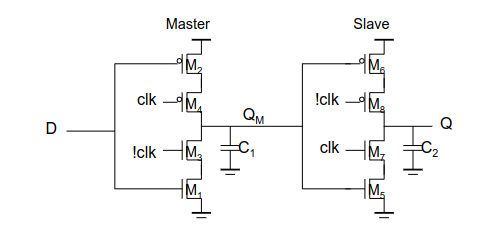 Master Slave
M2 M6
clk M4 !clk M8
D QM Q
!clk M3 C1 clk M7 C2
M1 M5